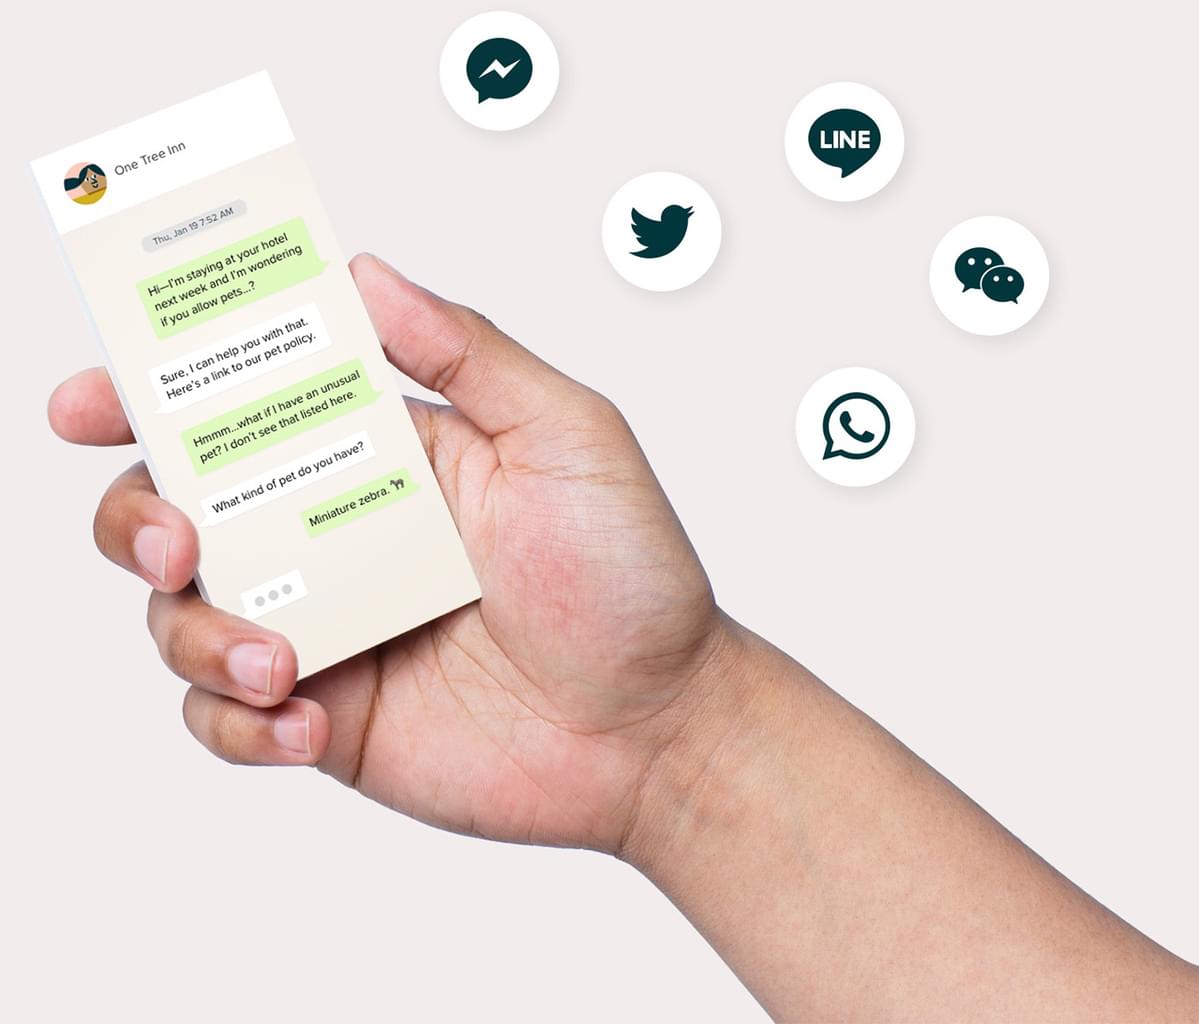 One Tree Inn
Thu, Jan 19 7:52 AM
Hi—I'm staying at your hotel
next week and I'm wondering
if you allow pets...?
Sure, I can help you with that.
Here's a link to our pet policy.
Hmmm...what if I have an unusual
pet? I don't see that listed here.
What kind of pet do you have?
Miniature zebra. 🦓
LINE